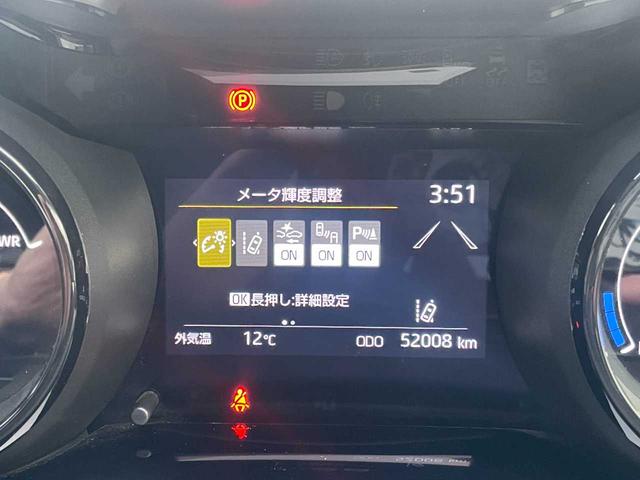 P
メータ輝度調整 3:51
P
ON ON ON
OK長押し:詳細設定
外気温 12℃ ODO 52008 km
WR